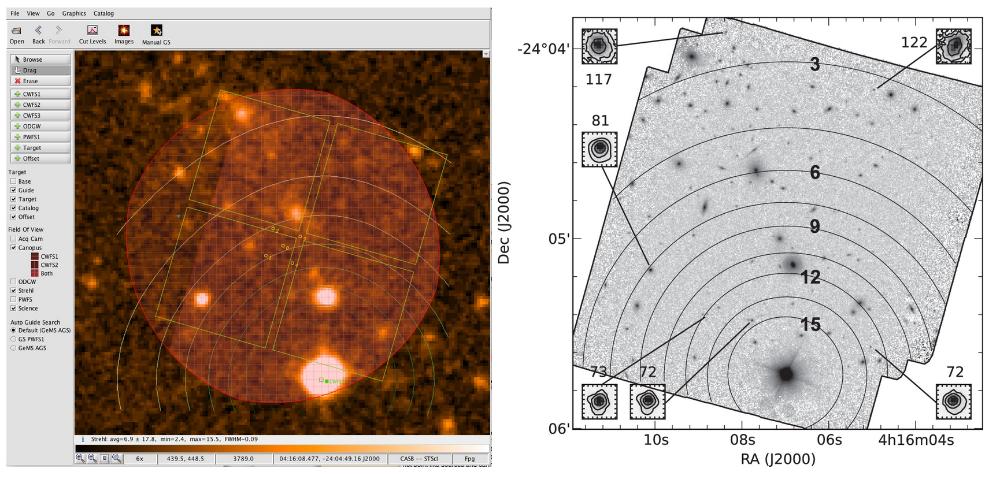 File View Go Graphics Catalog
Open Back Forward Cut Levels Images Manual GS
Browse
Drag
Erase
CWFS1
CWFS2
CWFS3
ODGW
PWFS1
Target
Offset
Target
Base
Guide
Target
Catalog
Offset
Field Of View
Acq Cam
Canopus
CWFS1
CWFS2
Both
ODGW
Strehl
PWFS
Science
Auto Guide Search
Default (GeMS AGS)
GS PWFS1
GeMS AGS
2
3
0
1
4
Strehl: avg=6.9 ± 17.8, min=2.4, max=15.5, FWHM~0.09
6x 439.5, 448.5 3789.0 04:16:08.477, -24:04:49.16 J2000 CASB -- STScI Fpg
Dec (J2000)
-24°04'
05'
06'
117
122
81
3
6
9
12
15
73
72
72
10s 08s 06s 4h16m04s
RA (J2000)